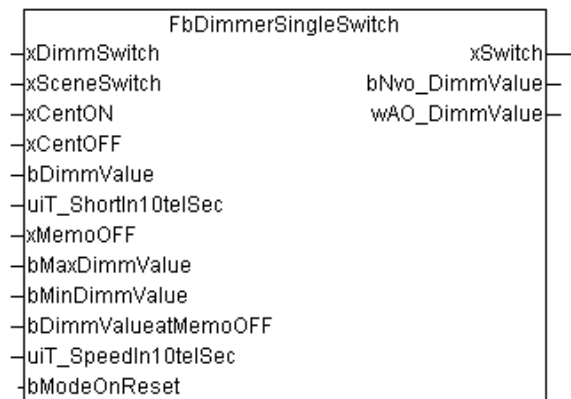 FbDimmerSingleSwitch
xDimmSwitch xSwitch
xSceneSwitch bNvo_DimmValue
xCentON wAO_DimmValue
xCentOFF
bDimmValue
uiT_ShortIn10telSec
xMemoOFF
bMaxDimmValue
bMinDimmValue
bDimmValueatMemoOFF
uiT_SpeedIn10telSec
bModeOnReset